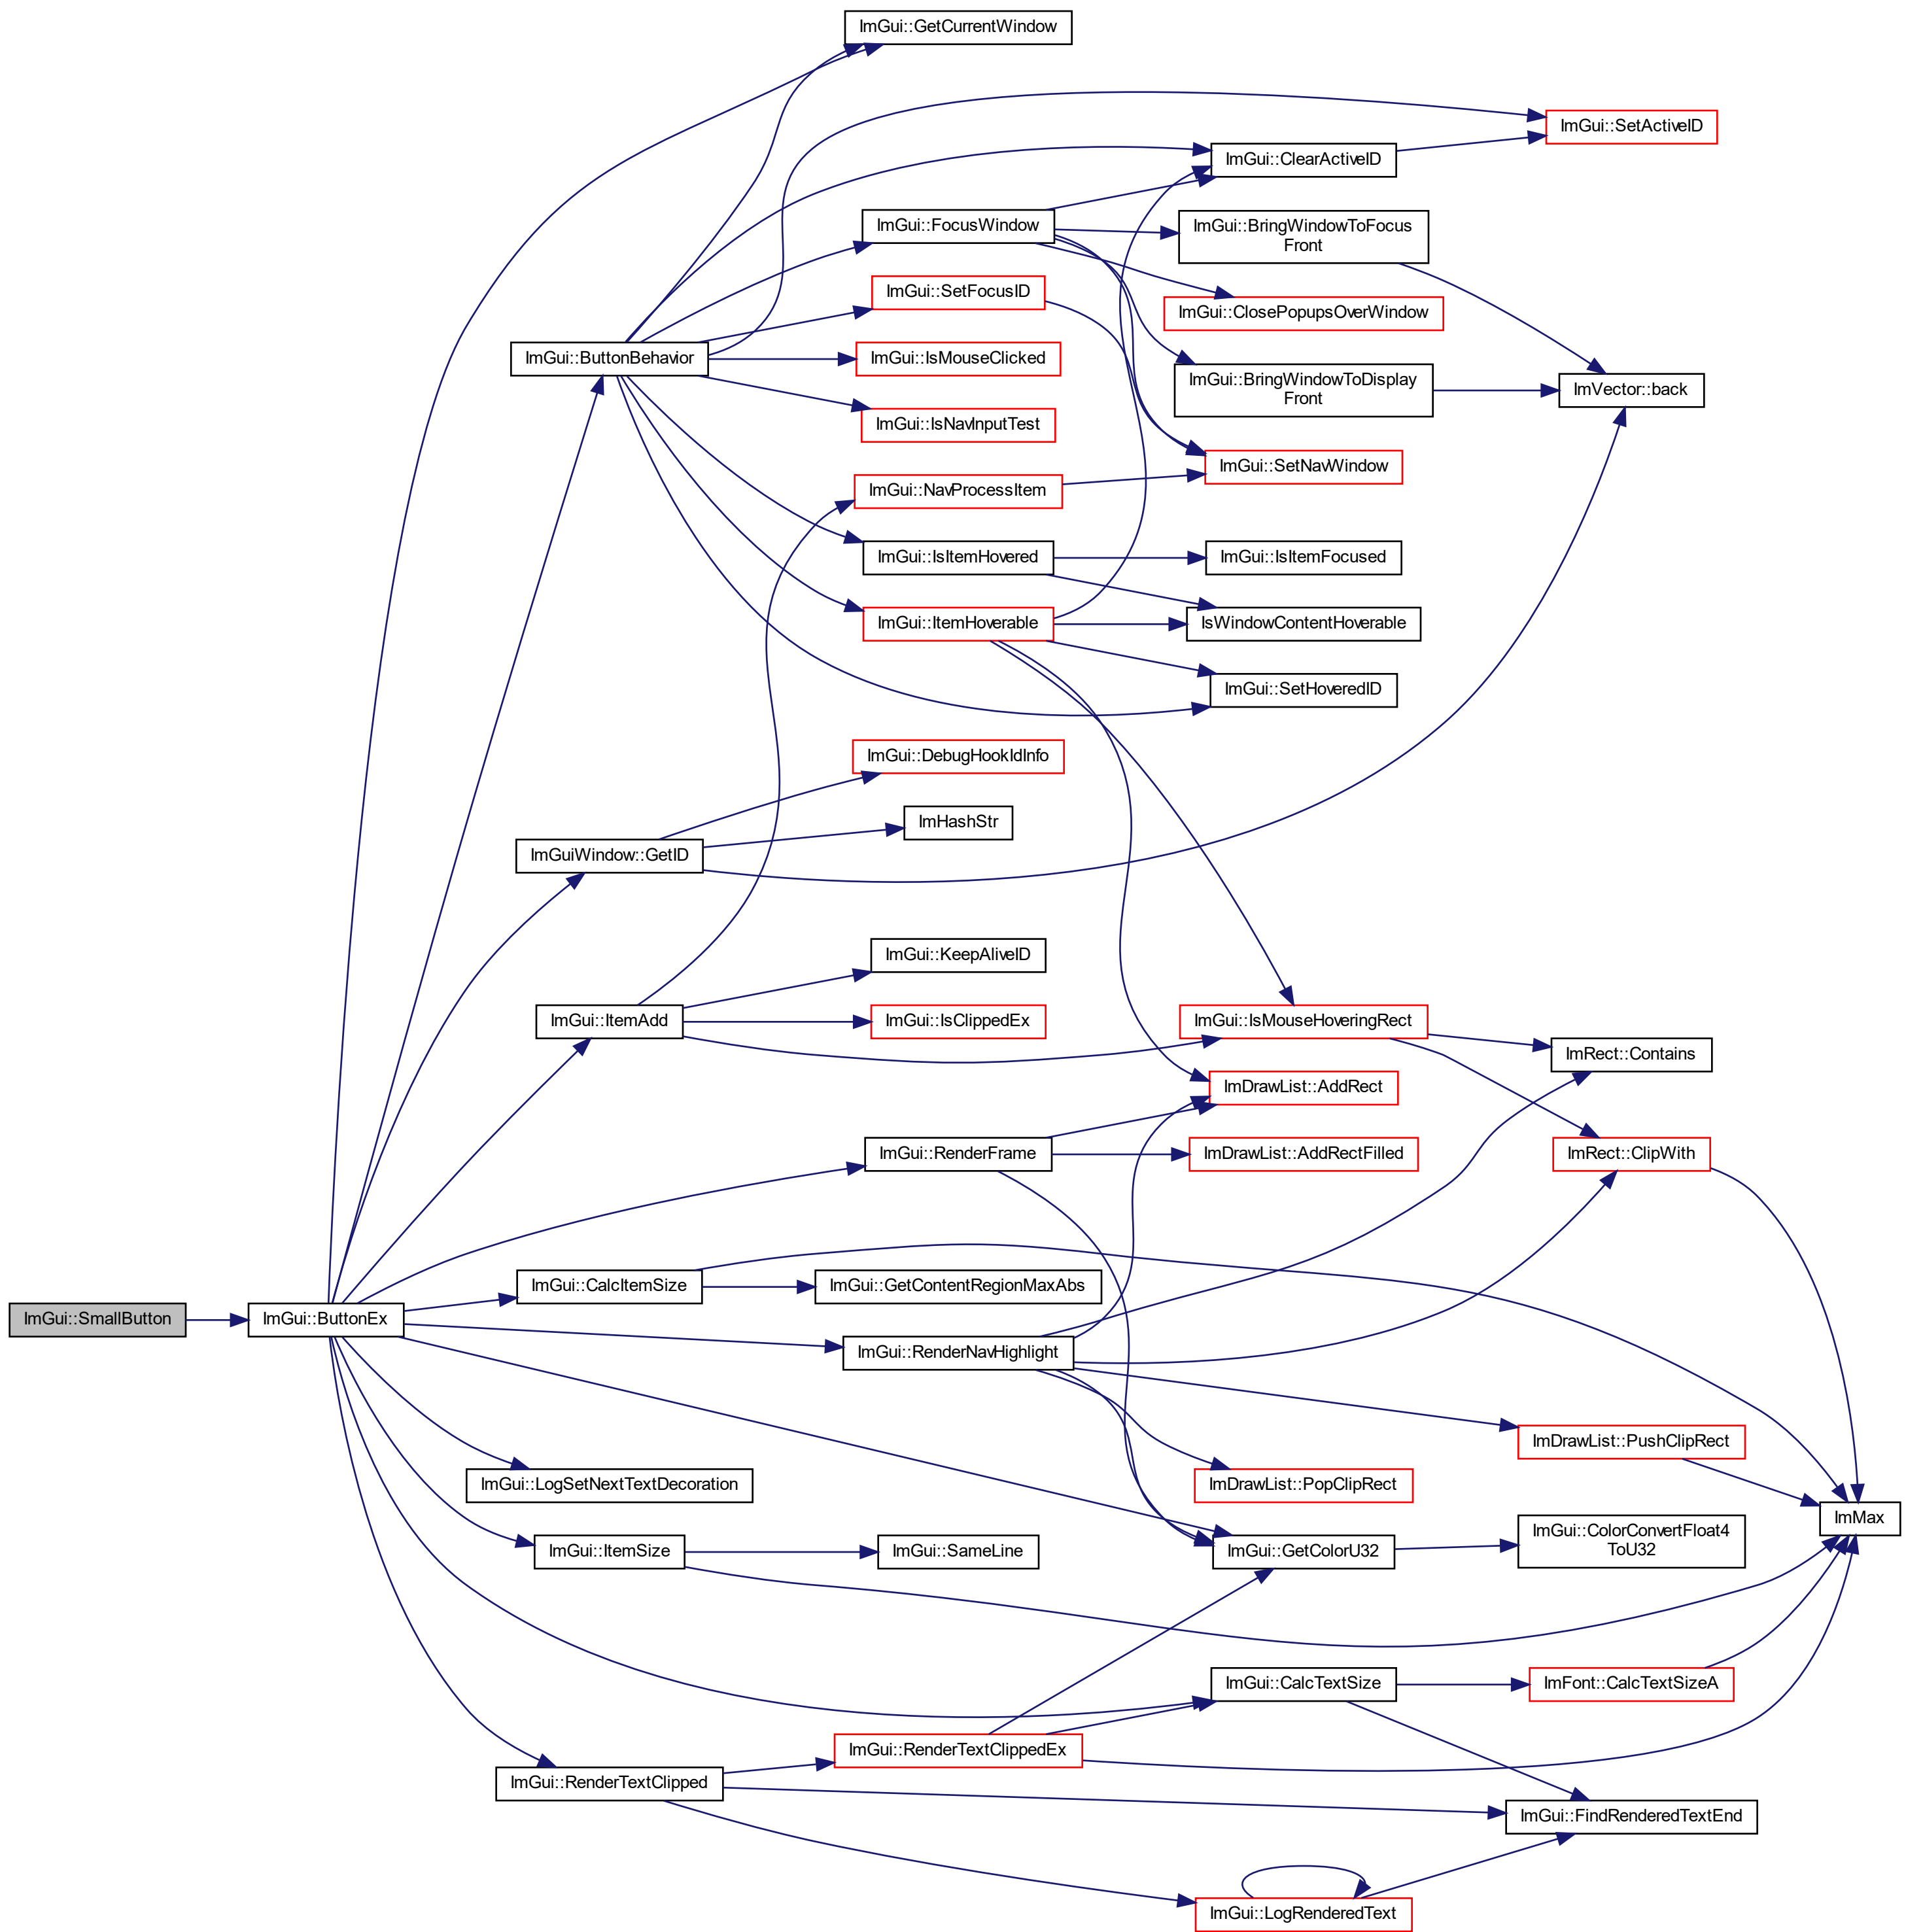 ImGui::GetCurrentWindow
ImGui::SetActiveID
ImGui::ClearActiveID
ImGui::FocusWindow
ImGui::BringWindowToFocus
Front
ImGui::SetFocusID
ImGui::ClosePopupsOverWindow
ImGui::ButtonBehavior
ImGui::IsMouseClicked
ImGui::BringWindowToDisplay
Front
ImVector::back
ImGui::IsNavInputTest
ImGui::SetNavWindow
ImGui::NavProcessItem
ImGui::IsItemHovered
ImGui::IsItemFocused
ImGui::ItemHoverable
IsWindowContentHoverable
ImGui::SetHoveredID
ImGui::DebugHookIdInfo
ImHashStr
ImGuiWindow::GetID
ImGui::KeepAliveID
ImGui::ItemAdd
ImGui::IsClippedEx
ImGui::IsMouseHoveringRect
ImRect::Contains
ImDrawList::AddRect
ImGui::RenderFrame
ImDrawList::AddRectFilled
ImRect::ClipWith
ImGui::CalcItemSize
ImGui::GetContentRegionMaxAbs
ImGui::SmallButton
ImGui::ButtonEx
ImGui::RenderNavHighlight
ImDrawList::PushClipRect
ImGui::LogSetNextTextDecoration
ImDrawList::PopClipRect
ImMax
ImGui::ItemSize
ImGui::SameLine
ImGui::GetColorU32
ImGui::ColorConvertFloat4
ToU32
ImGui::CalcTextSize
ImFont::CalcTextSizeA
ImGui::RenderTextClippedEx
ImGui::RenderTextClipped
ImGui::FindRenderedTextEnd
ImGui::LogRenderedText